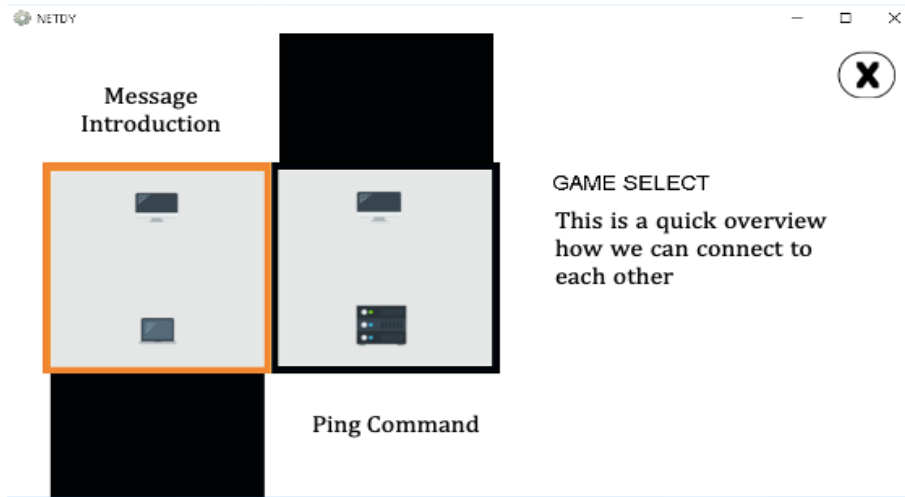 NETDY
Message
Introduction
GAME SELECT
This is a quick overview
how we can connect to
each other
Ping Command